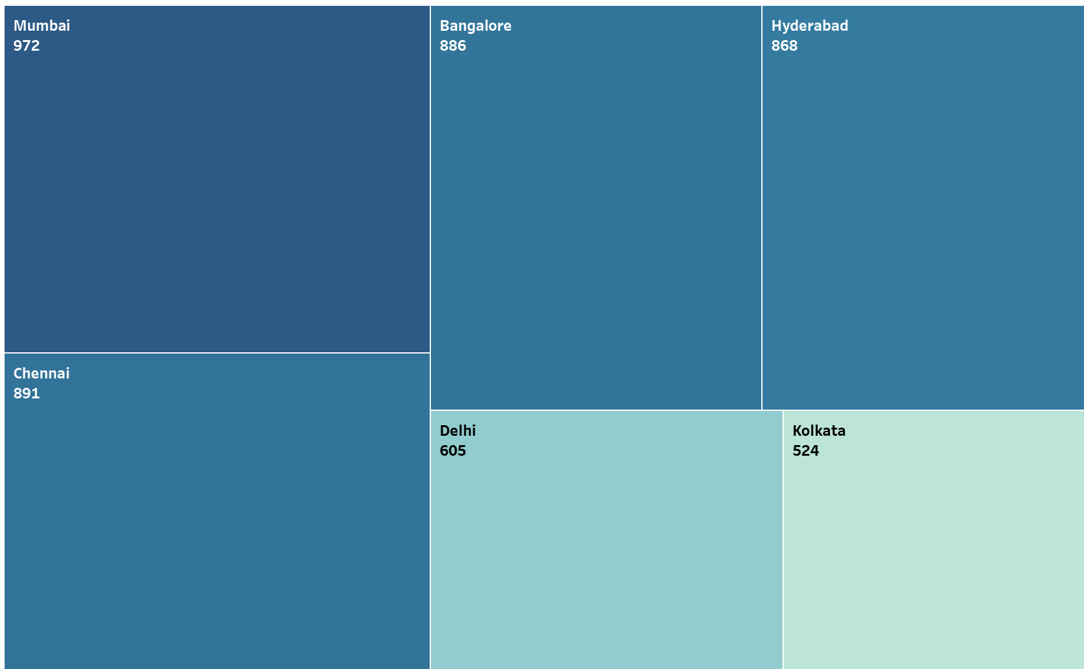 Mumbai
972
Bangalore
886
Hyderabad
868
Chennai
891
Delhi
605
Kolkata
524